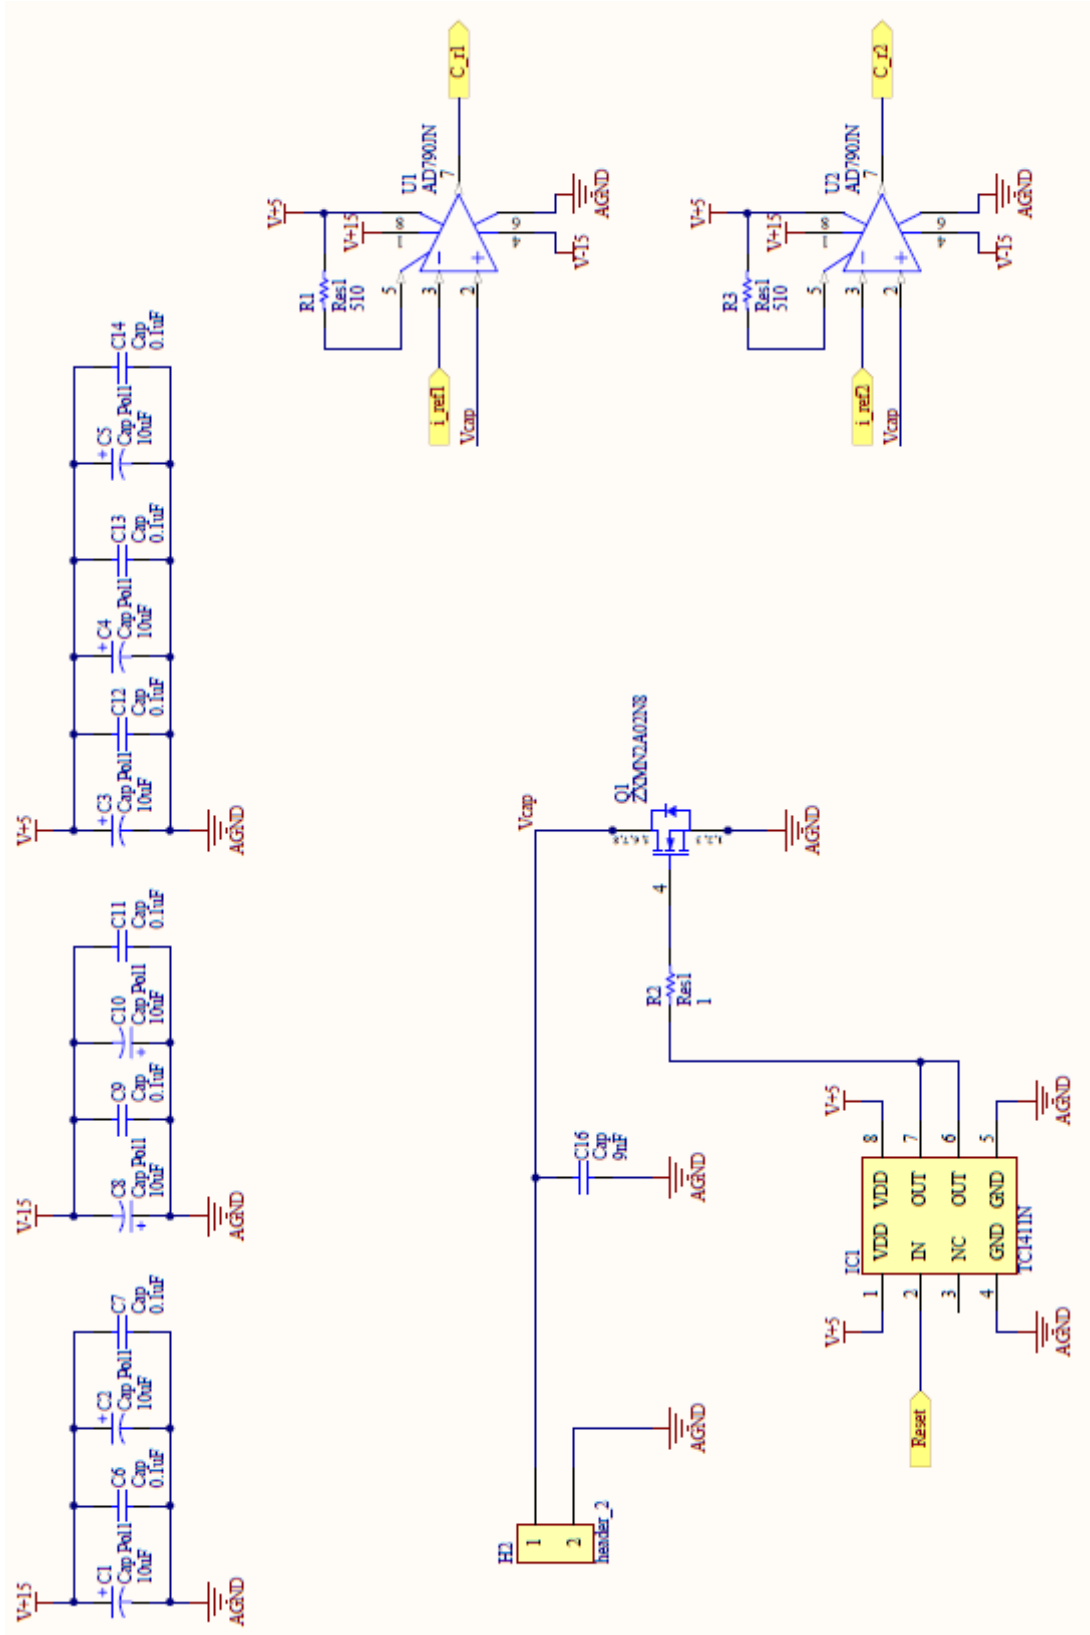 V+15
C1
Cap Pol1
10uF
C6
Cap
0.1uF
C2
Cap Pol1
10uF
C7
Cap
0.1uF
AGND
V-15
C8
Cap Pol1
10uF
C9
Cap
0.1uF
C10
Cap Pol1
10uF
C11
Cap
0.1uF
AGND
V+5
C3
Cap Pol1
10uF
C12
Cap
0.1uF
C4
Cap Pol1
10uF
C13
Cap
0.1uF
C5
Cap Pol1
10uF
C14
Cap
0.1uF
AGND
V+5
V+15
R1
Res1
510
U1
AD790JN
5
3
2
8
1
7
6
4
i_ref1
Vcap
C_r1
V-15
AGND
V+5
V+15
R3
Res1
510
U2
AD790JN
5
3
2
8
1
7
6
4
i_ref2
Vcap
C_r2
V-15
AGND
H2
1
2
header_2
AGND
C16
Cap
9nF
AGND
Vcap
Q1
ZXMN2A02N8
4
AGND
R2
Res1
1
IC1
V+5
V+5
1
VDD
VDD
8
Reset
2
IN
OUT
7
3
NC
OUT
6
4
GND
GND
5
TC1411N
AGND
AGND